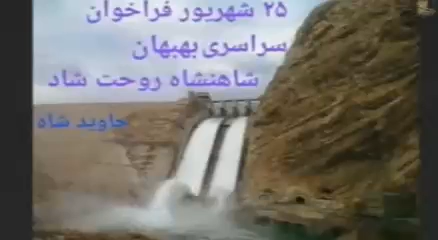 ۲۵ شهریور فراخوان
سراسری بهبهان
شاهنشاه روحت شاد
جاوید شاه